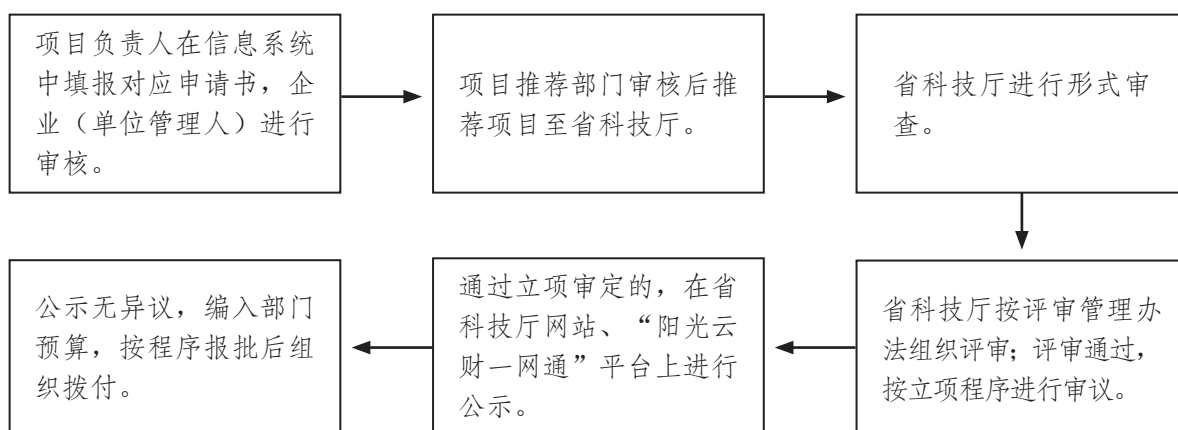 项目负责人在信息系统
中填报对应申请书，企
业（单位管理人）进行
审核。
项目推荐部门审核后推
荐项目至省科技厅。
省科技厅进行形式审
查。
省科技厅按评审管理办
法组织评审；评审通过，
按立项程序进行审议。
通过立项审定的，在省
科技厅网站、“阳光云
财一网通”平台上进行
公示。
公示无异议，编入部门
预算，按程序报批后组
织拨付。